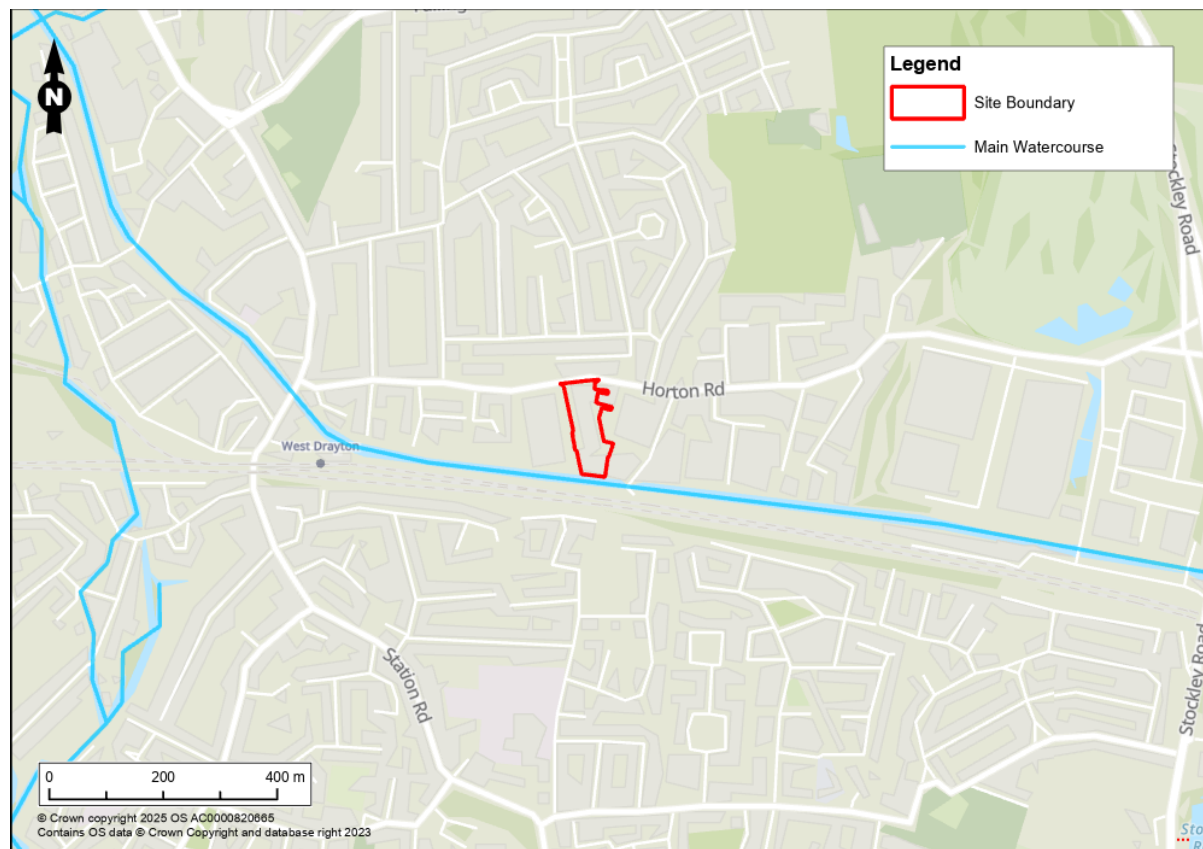 N
Legend
Site Boundary
Main Watercourse
Stockley Road
Horton Rd
West Drayton
Station Rd
Stockley Road
0 200 400 m
© Crown copyright 2025 OS AC0000820665
Contains OS data © Crown Copyright and database right 2023